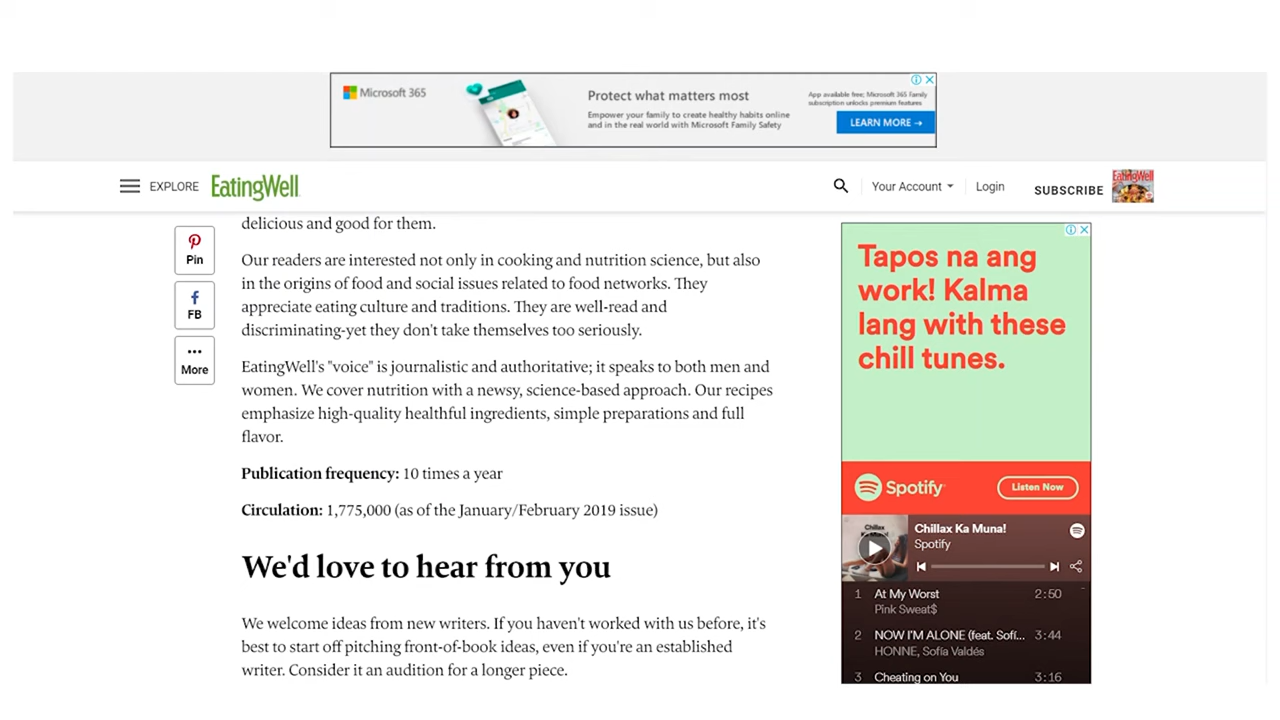 Microsoft 365
Protect what matters most
Empower your family to create healthy habits online
and in the real world with Microsoft Family Safety
App available free; Microsoft 365 Family
subscription unlocks premium features
LEARN MORE →
EXPLORE
EatingWell
Your Account
Login
SUBSCRIBE
EatingWell
Pin
FB
More
delicious and good for them.
Our readers are interested not only in cooking and nutrition science, but also
in the origins of food and social issues related to food networks. They
appreciate eating culture and traditions. They are well-read and
discriminating-yet they don't take themselves too seriously.
EatingWell's "voice" is journalistic and authoritative; it speaks to both men and
women. We cover nutrition with a newsy, science-based approach. Our recipes
emphasize high-quality healthful ingredients, simple preparations and full
flavor.
Publication frequency: 10 times a year
Circulation: 1,775,000 (as of the January/February 2019 issue)
We'd love to hear from you
We welcome ideas from new writers. If you haven't worked with us before, it's
best to start off pitching front-of-book ideas, even if you're an established
writer. Consider it an audition for a longer piece.
Tapos na ang
work! Kalma
lang with these
chill tunes.
Spotify
Listen Now
Chillax
Ka Muna!
Chillax Ka Muna!
Spotify
1 At My Worst 2:50
Pink Sweat$
2 NOW I'M ALONE (feat. Sofí... 3:44
HONNE, Sofía Valdés
3 Cheating on You 3:16